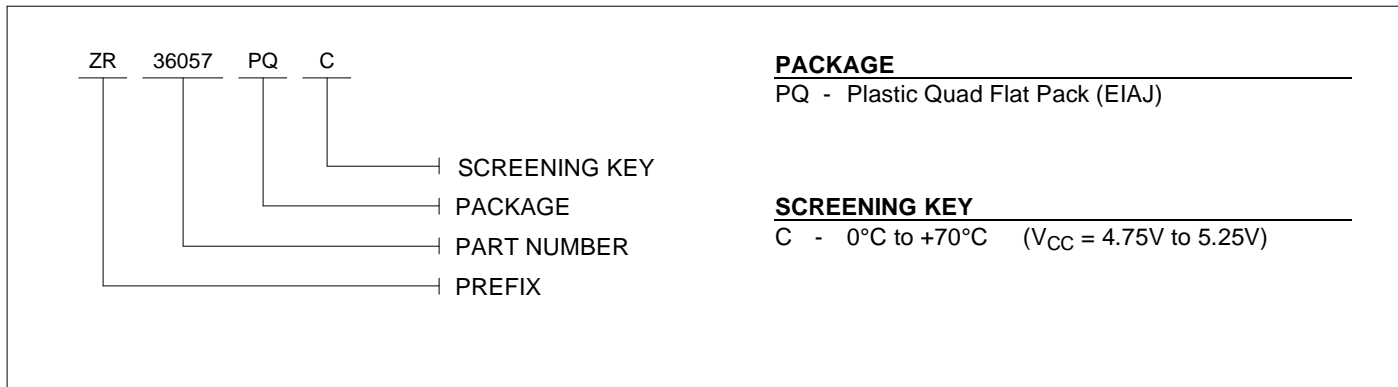 ZR 36057 PQ C
SCREENING KEY
PACKAGE
PART NUMBER
PREFIX
PACKAGE
PQ - Plastic Quad Flat Pack (EIAJ)
SCREENING KEY
C - 0°C to +70°C (VCC = 4.75V to 5.25V)